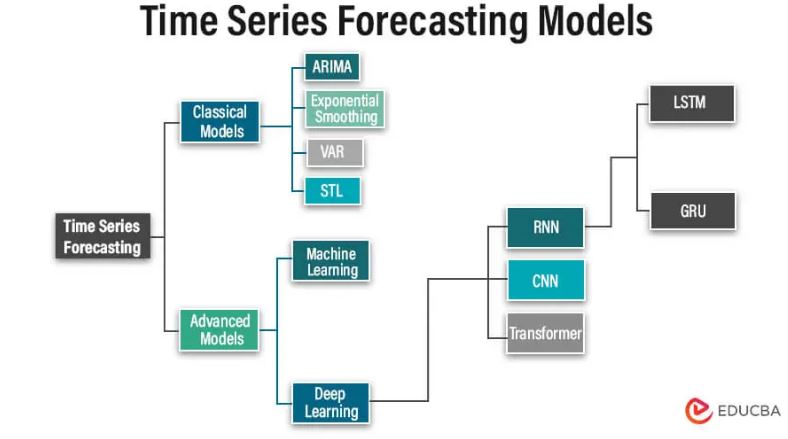 Time Series Forecasting Models
ARIMA
Classical
Models
Exponential
Smoothing
VAR
STL
Time Series
Forecasting
Advanced
Models
Machine
Learning
Deep
Learning
RNN
CNN
Transformer
LSTM
GRU
EDUCBA